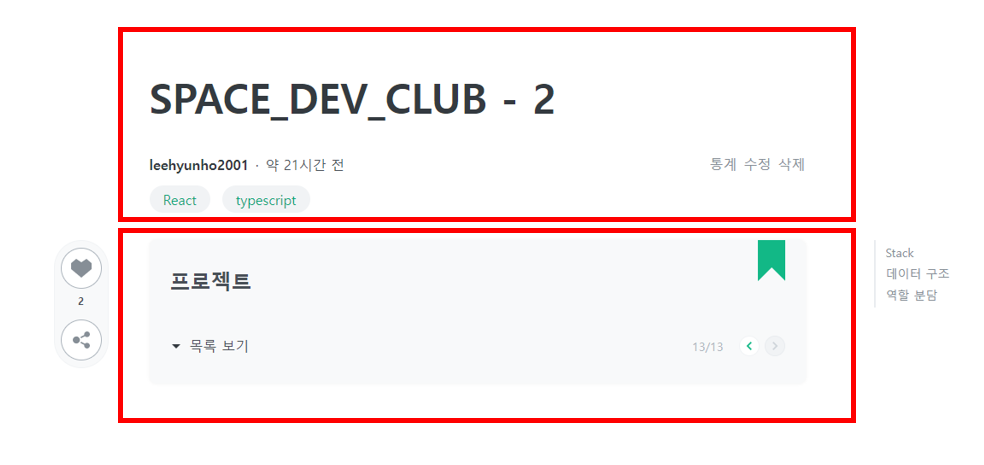 SPACE_DEV_CLUB - 2
leehyunho2001 · 약 21시간 전
통계 수정 삭제
React typescript
프로젝트
목록 보기
13/13
2
Stack
데이터 구조
역할 분담